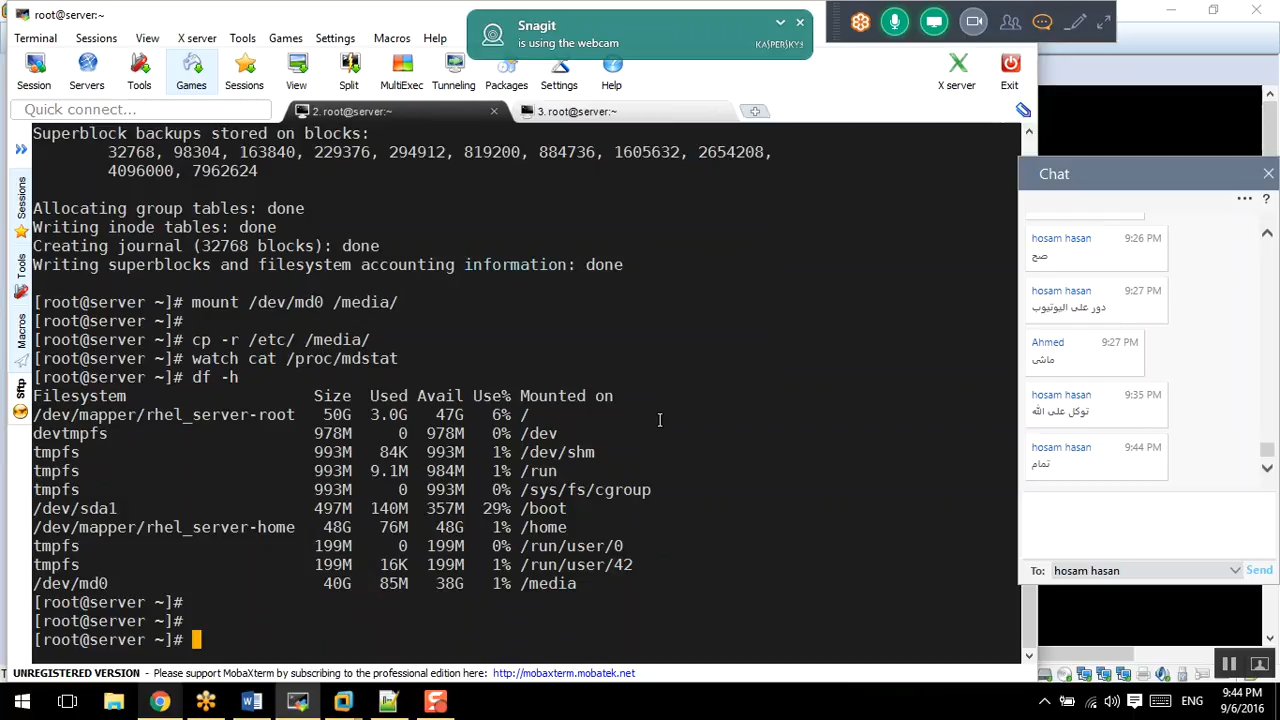 root@server:~
Terminal Sessions View X server Tools Games Settings Macros Help
Snagit
is using the webcam
KASPERSKY
Session Servers Tools Games Sessions View Split MultiExec Tunneling Packages Settings Help
X server Exit
Quick connect...
2. root@server:~
3. root@server:~
Sessions
Tools
Macros
Sftp
Superblock backups stored on blocks:
32768, 98304, 163840, 229376, 294912, 819200, 884736, 1605632, 2654208,
4096000, 7962624
Allocating group tables: done
Writing inode tables: done
Creating journal (32768 blocks): done
Writing superblocks and filesystem accounting information: done
[root@server ~]# mount /dev/md0 /media/
[root@server ~]#
[root@server ~]# cp -r /etc/ /media/
[root@server ~]# watch cat /proc/mdstat
[root@server ~]# df -h
Filesystem Size Used Avail Use% Mounted on
/dev/mapper/rhel_server-root 50G 3.0G 47G 6% /
devtmpfs 978M 0 978M 0% /dev
tmpfs 993M 84K 993M 1% /dev/shm
tmpfs 993M 9.1M 984M 1% /run
tmpfs 993M 0 993M 0% /sys/fs/cgroup
/dev/sda1 497M 140M 357M 29% /boot
/dev/mapper/rhel_server-home 48G 76M 48G 1% /home
tmpfs 199M 0 199M 0% /run/user/0
tmpfs 199M 16K 199M 1% /run/user/42
/dev/md0 40G 85M 38G 1% /media
[root@server ~]#
[root@server ~]#
[root@server ~]#
UNREGISTERED VERSION - Please support MobaXterm by subscribing to the professional edition here: http://mobaxterm.mobatek.net
Chat
hosam hasan 9:26 PM
صح
hosam hasan 9:27 PM
دور على اليوتيوب
Ahmed 9:27 PM
ماشى
hosam hasan 9:35 PM
توكل على الله
hosam hasan 9:44 PM
تمام
To: hosam hasan Send
ENG
9:44 PM
9/6/2016